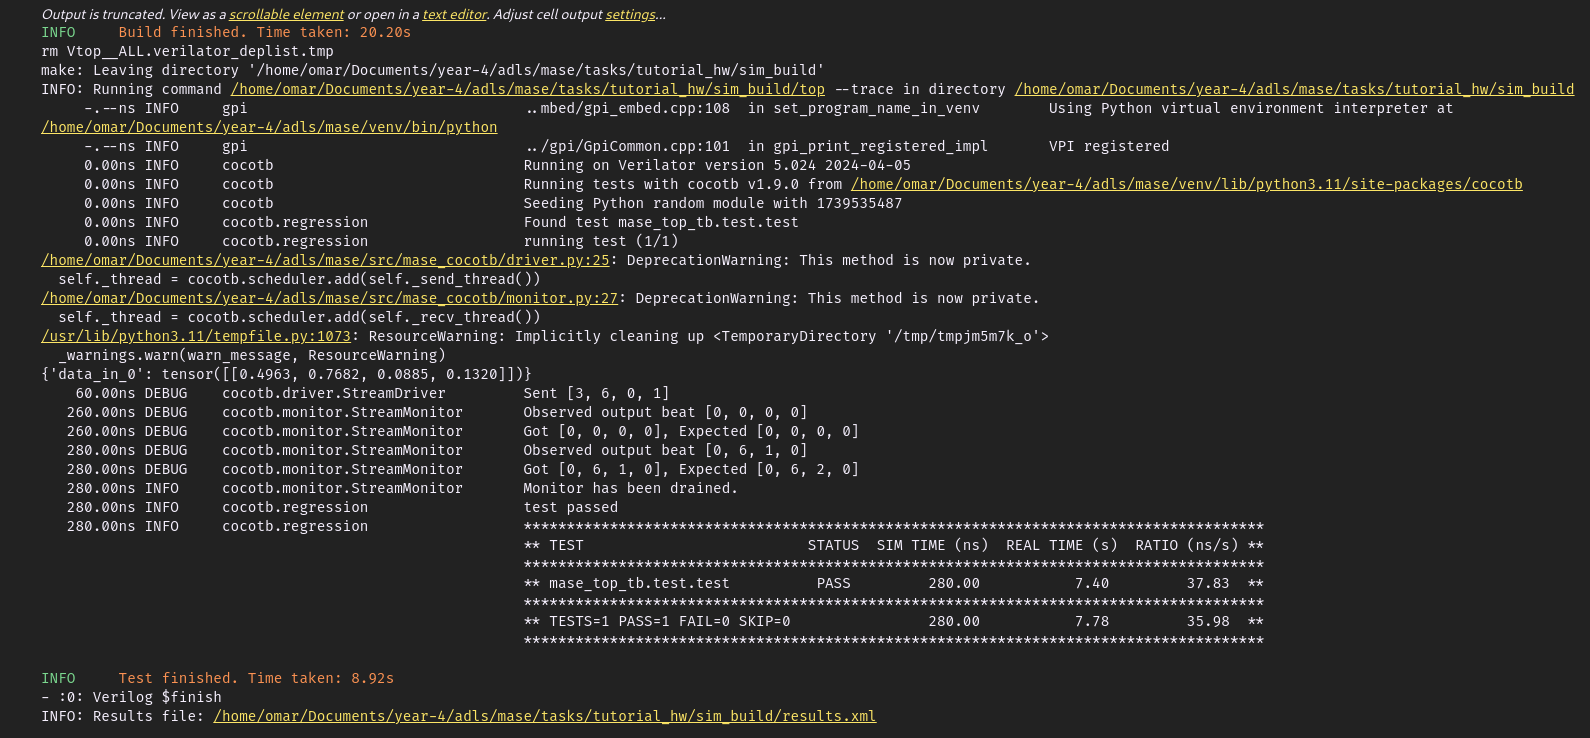 Output is truncated. View as a scrollable element or open in a text editor. Adjust cell output settings...
INFO     Build finished. Time taken: 20.20s
rm Vtop__ALL.verilator_deplist.tmp
make: Leaving directory '/home/omar/Documents/year-4/adls/mase/tasks/tutorial_hw/sim_build'
INFO: Running command /home/omar/Documents/year-4/adls/mase/tasks/tutorial_hw/sim_build/top --trace in directory /home/omar/Documents/year-4/adls/mase/tasks/tutorial_hw/sim_build
     -.--ns INFO     gpi                                ..mbed/gpi_embed.cpp:108  in set_program_name_in_venv        Using Python virtual environment interpreter at
/home/omar/Documents/year-4/adls/mase/venv/bin/python
     -.--ns INFO     gpi                                ../gpi/GpiCommon.cpp:101  in gpi_print_registered_impl       VPI registered
     0.00ns INFO     cocotb                             Running on Verilator version 5.024 2024-04-05
     0.00ns INFO     cocotb                             Running tests with cocotb v1.9.0 from /home/omar/Documents/year-4/adls/mase/venv/lib/python3.11/site-packages/cocotb
     0.00ns INFO     cocotb                             Seeding Python random module with 1739535487
     0.00ns INFO     cocotb.regression                  Found test mase_top_tb.test.test
     0.00ns INFO     cocotb.regression                  running test (1/1)
/home/omar/Documents/year-4/adls/mase/src/mase_cocotb/driver.py:25: DeprecationWarning: This method is now private.
  self._thread = cocotb.scheduler.add(self._send_thread())
/home/omar/Documents/year-4/adls/mase/src/mase_cocotb/monitor.py:27: DeprecationWarning: This method is now private.
  self._thread = cocotb.scheduler.add(self._recv_thread())
/usr/lib/python3.11/tempfile.py:1073: ResourceWarning: Implicitly cleaning up <TemporaryDirectory '/tmp/tmpjm5m7k_o'>
  _warnings.warn(warn_message, ResourceWarning)
{'data_in_0': tensor([[0.4963, 0.7682, 0.0885, 0.1320]])}
    60.00ns DEBUG    cocotb.driver.StreamDriver         Sent [3, 6, 0, 1]
   260.00ns DEBUG    cocotb.monitor.StreamMonitor       Observed output beat [0, 0, 0, 0]
   260.00ns DEBUG    cocotb.monitor.StreamMonitor       Got [0, 0, 0, 0], Expected [0, 0, 0, 0]
   280.00ns DEBUG    cocotb.monitor.StreamMonitor       Observed output beat [0, 6, 1, 0]
   280.00ns DEBUG    cocotb.monitor.StreamMonitor       Got [0, 6, 1, 0], Expected [0, 6, 2, 0]
   280.00ns INFO     cocotb.monitor.StreamMonitor       Monitor has been drained.
   280.00ns INFO     cocotb.regression                  test passed
   280.00ns INFO     cocotb.regression                  **************************************************************************************
                                                        ** TEST                          STATUS  SIM TIME (ns)  REAL TIME (s)  RATIO (ns/s) **
                                                        **************************************************************************************
                                                        ** mase_top_tb.test.test          PASS         280.00           7.40         37.83  **
                                                        **************************************************************************************
                                                        ** TESTS=1 PASS=1 FAIL=0 SKIP=0                280.00           7.78         35.98  **
                                                        **************************************************************************************
INFO     Test finished. Time taken: 8.92s
- :0: Verilog $finish
INFO: Results file: /home/omar/Documents/year-4/adls/mase/tasks/tutorial_hw/sim_build/results.xml